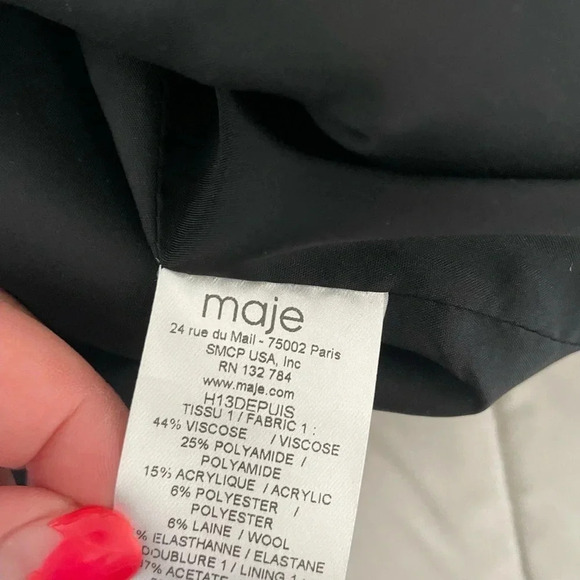 maje
24 rue du Mail - 75002 Paris
SMCP USA, Inc
RN 132 784
www.maje.com
H13DEPUIS
TISSU 1 / FABRIC 1 :
44% VISCOSE / VISCOSE
25% POLYAMIDE /
POLYAMIDE
15% ACRYLIQUE / ACRYLIC
6% POLYESTER /
POLYESTER
6% LAINE / WOOL
% ELASTHANNE / ELASTANE
DOUBLURE 1 / LINING 1
7% ACETATE